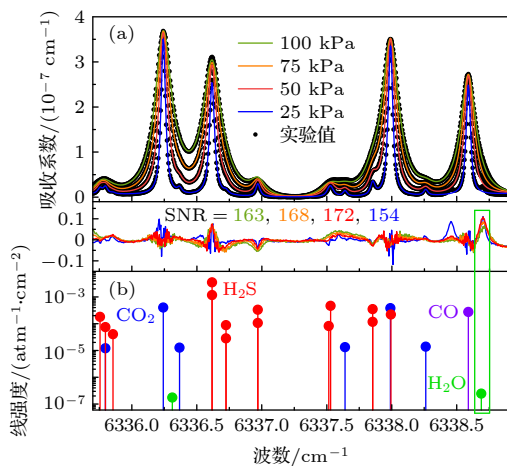 (a)
4
3
2
1
0
吸收系数/(10⁻⁷ cm⁻¹)
100 kPa
75 kPa
50 kPa
25 kPa
实验值
SNR = 163, 168, 172, 154
0.1
0
−0.1
(b)
H₂S
CO₂
CO
H₂O
10⁻³
10⁻⁵
10⁻⁷
线强度/(atm⁻¹·cm⁻²)
6336.0 6336.5 6337.0 6337.5 6338.0 6338.5
波数/cm⁻¹